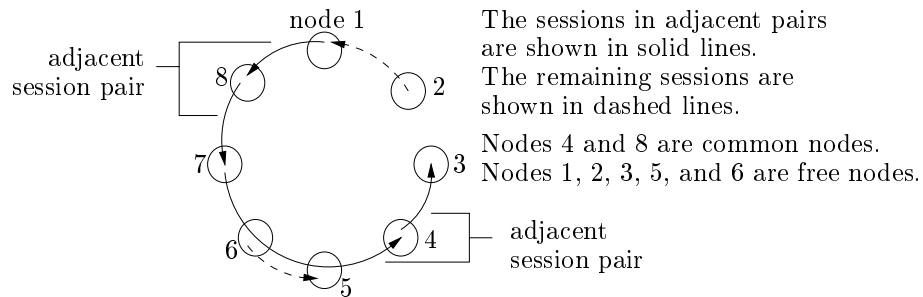 node 1
The sessions in adjacent pairs
are shown in solid lines.
The remaining sessions are
shown in dashed lines.
adjacent
session pair
8
2
Nodes 4 and 8 are common nodes.
Nodes 1, 2, 3, 5, and 6 are free nodes.
7
3
6
4
5
adjacent
session pair